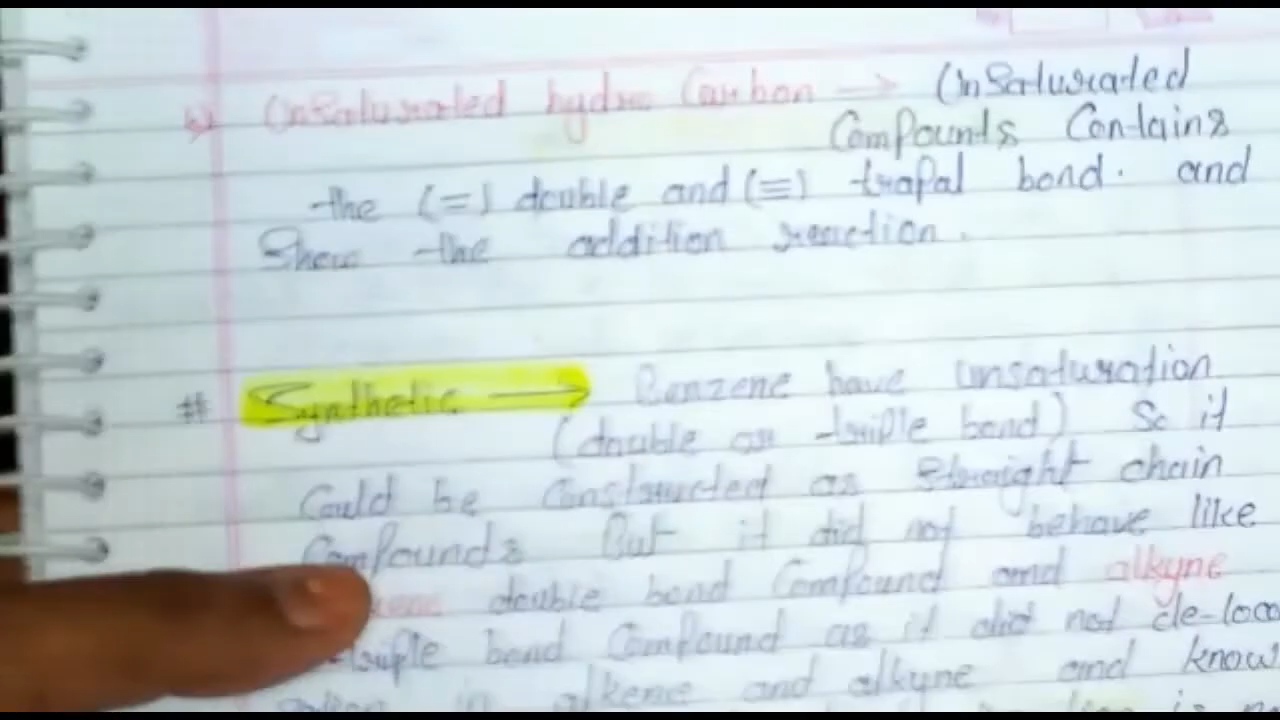 Unsaturated hydro Carbon → Unsaturated
Compounts Contains
the (=) double and (≡) trapal bond. and
Show the addition reaction.
# Synthetic → Benzene have unsaturation
(double or triple bond) So it
Could be Constructed as Straight chain
Compounds But it did not behave like
double bond Compound and alkyne
triple bond Compound as it did not de-loca
in alkene and alkyne and know